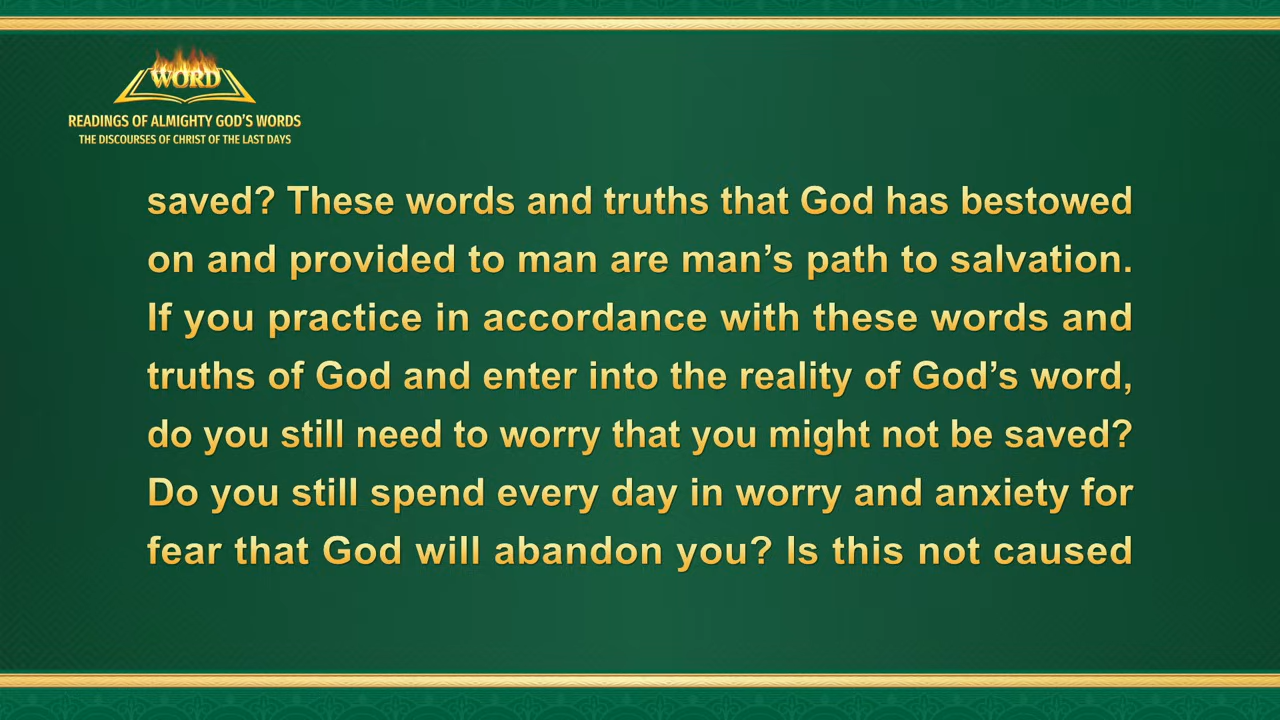 WORD
READINGS OF ALMIGHTY GOD'S WORDS
THE DISCOURSES OF CHRIST OF THE LAST DAYS
saved? These words and truths that God has bestowed
on and provided to man are man’s path to salvation.
If you practice in accordance with these words and
truths of God and enter into the reality of God’s word,
do you still need to worry that you might not be saved?
Do you still spend every day in worry and anxiety for
fear that God will abandon you? Is this not caused